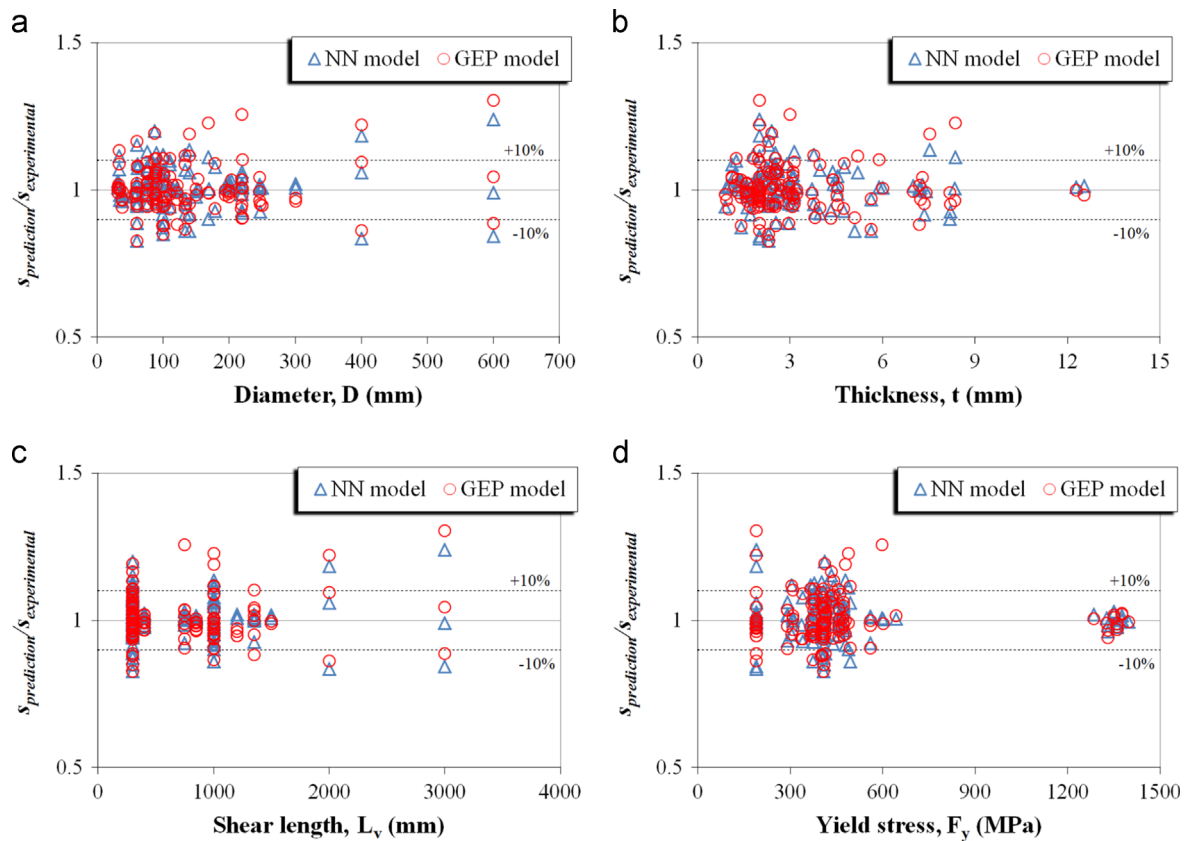 a
1.5
NN model
GEP model
s_prediction/s_experimental
+10%
1
-10%
0.5
0 100 200 300 400 500 600 700
Diameter, D (mm)
b
1.5
NN model
GEP model
s_prediction/s_experimental
+10%
1
-10%
0.5
0 3 6 9 12 15
Thickness, t (mm)
c
1.5
NN model
GEP model
s_prediction/s_experimental
+10%
1
-10%
0.5
0 1000 2000 3000 4000
Shear length, L_v (mm)
d
1.5
NN model
GEP model
s_prediction/s_experimental
+10%
1
-10%
0.5
0 300 600 900 1200 1500
Yield stress, F_y (MPa)